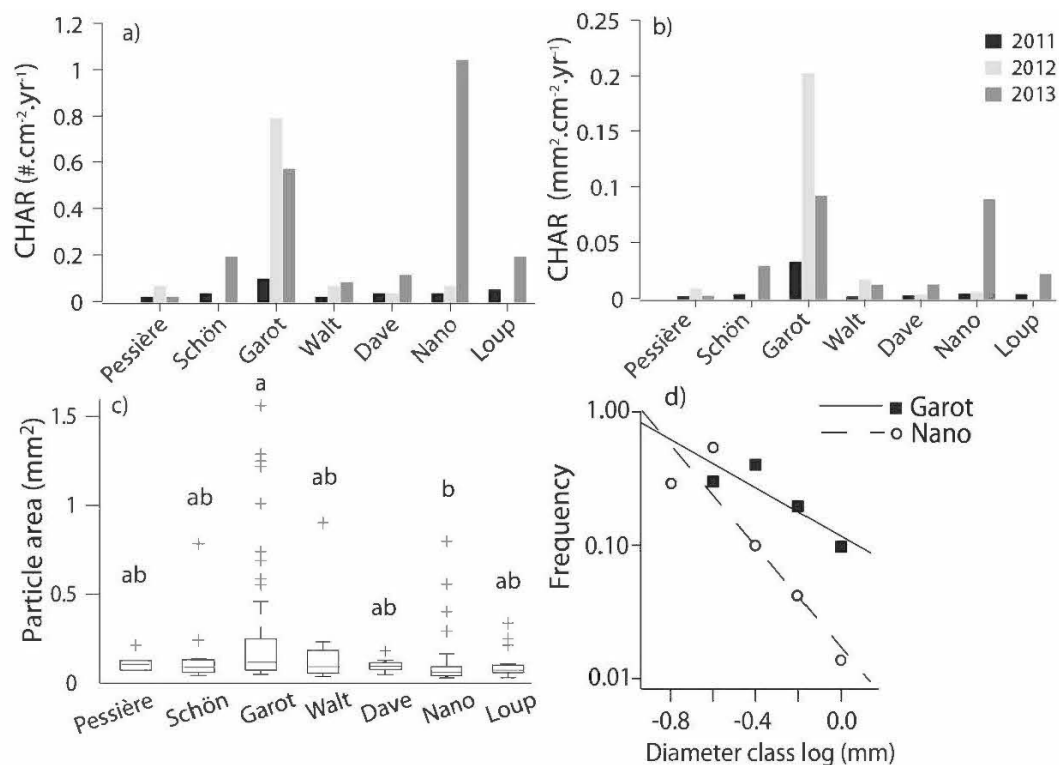 a)
CHAR (#.cm-2.yr-1)
1.2
1
0.8
0.6
0.4
0.2
0
Pessière
Schön
Garot
Walt
Dave
Nano
Loup
b)
CHAR (mm2.cm-2.yr-1)
0.25
0.2
0.15
0.1
0.05
0
2011
2012
2013
Pessière
Schön
Garot
Walt
Dave
Nano
Loup
c)
Particle area (mm2)
1.5
1
0.5
0
ab
ab
a
ab
ab
b
ab
Pessière
Schön
Garot
Walt
Dave
Nano
Loup
d)
Garot
Nano
Frequency
1.00
0.10
0.01
-0.8
-0.4
0.0
Diameter class log (mm)